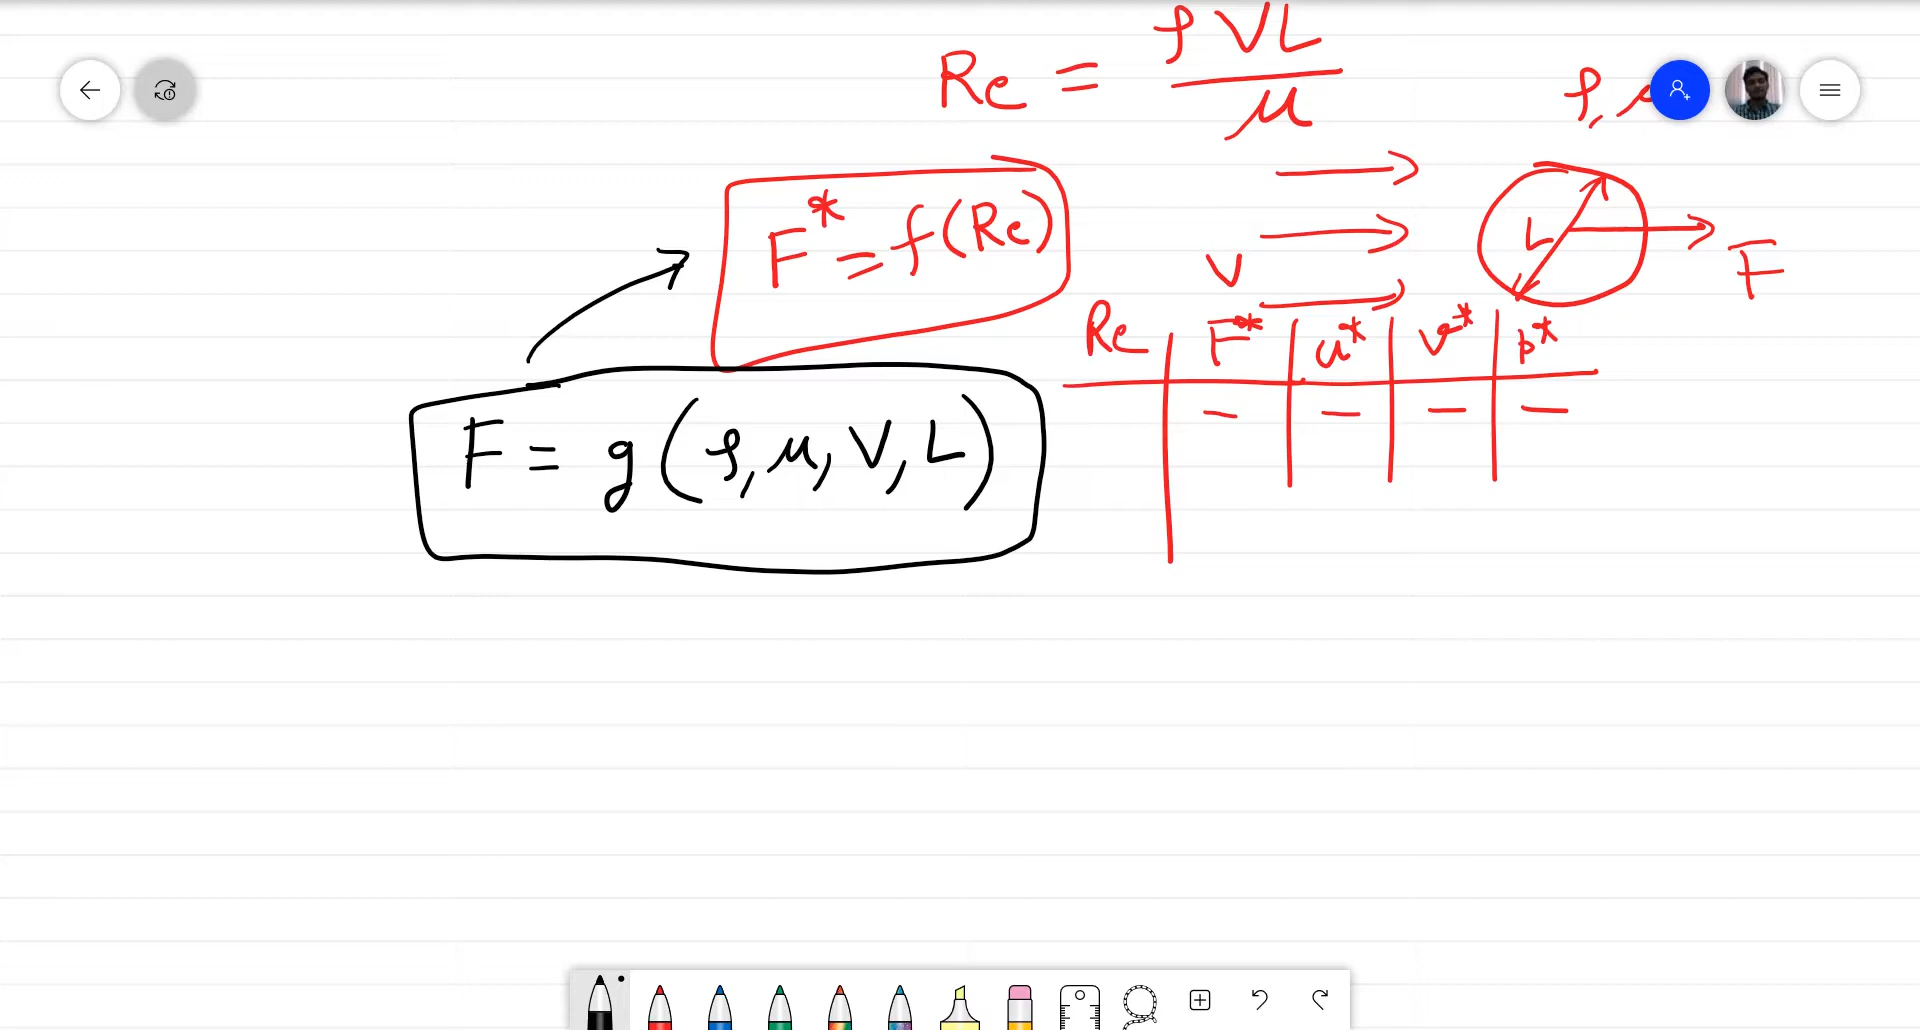 Re = ρVL / μ
ρ, μ
F* = f(Re)
V
L
F
Re F* u* v* p*
– – – –
F = g(ρ, μ, V, L)